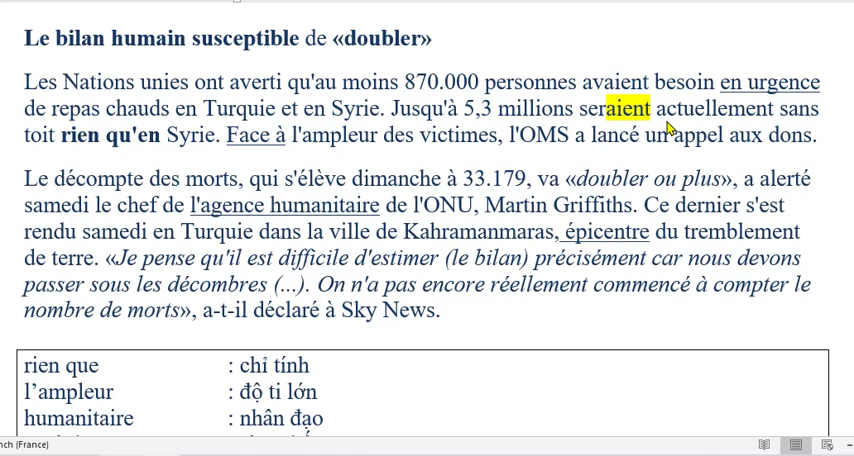 Le bilan humain susceptible de «doubler»
Les Nations unies ont averti qu'au moins 870.000 personnes avaient besoin en urgence
de repas chauds en Turquie et en Syrie. Jusqu'à 5,3 millions seraient actuellement sans
toit rien qu'en Syrie. Face à l'ampleur des victimes, l'OMS a lancé un appel aux dons.
Le décompte des morts, qui s'élève dimanche à 33.179, va «doubler ou plus», a alerté
samedi le chef de l'agence humanitaire de l'ONU, Martin Griffiths. Ce dernier s'est
rendu samedi en Turquie dans la ville de Kahramanmaras, épicentre du tremblement
de terre. «Je pense qu'il est difficile d'estimer (le bilan) précisément car nous devons
passer sous les décombres (...). On n'a pas encore réellement commencé à compter le
nombre de morts», a-t-il déclaré à Sky News.
rien que : chỉ tính
l’ampleur : độ ti lớn
humanitaire : nhân đạo
nch (France)